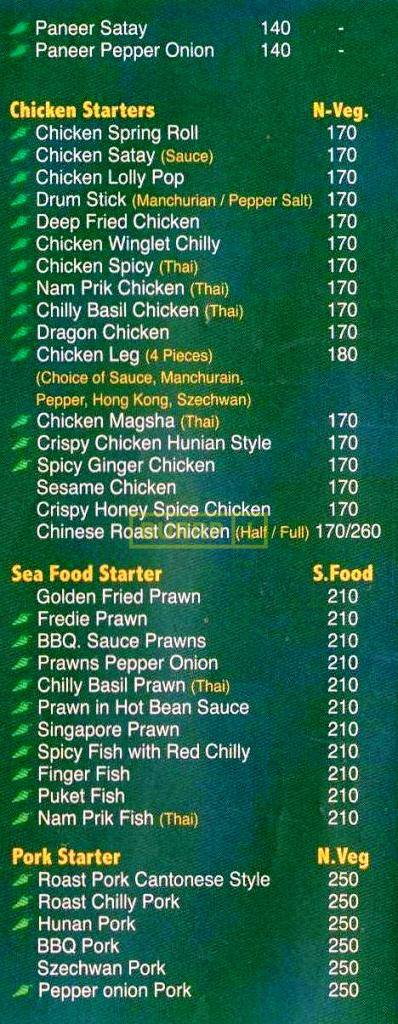 Paneer Satay 140 -
Paneer Pepper Onion 140 -
Chicken Starters N-Veg.
Chicken Spring Roll 170
Chicken Satay (Sauce) 170
Chicken Lolly Pop 170
Drum Stick (Manchurian / Pepper Salt) 170
Deep Fried Chicken 170
Chicken Winglet Chilly 170
Chicken Spicy (Thai) 170
Nam Prik Chicken (Thai) 170
Chilly Basil Chicken (Thai) 170
Dragon Chicken 170
Chicken Leg (4 Pieces) 180
(Choice of Sauce, Manchurain,
Pepper, Hong Kong, Szechwan)
Chicken Magsha (Thai) 170
Crispy Chicken Hunian Style 170
Spicy Ginger Chicken 170
Sesame Chicken 170
Crispy Honey Spice Chicken 170
Chinese Roast Chicken (Half / Full) 170/260
Sea Food Starter S.Food
Golden Fried Prawn 210
Fredie Prawn 210
BBQ. Sauce Prawns 210
Prawns Pepper Onion 210
Chilly Basil Prawn (Thai) 210
Prawn in Hot Bean Sauce 210
Singapore Prawn 210
Spicy Fish with Red Chilly 210
Finger Fish 210
Puket Fish 210
Nam Prik Fish (Thai) 210
Pork Starter N.Veg
Roast Pork Cantonese Style 250
Roast Chilly Pork 250
Hunan Pork 250
BBQ Pork 250
Szechwan Pork 250
Pepper onion Pork 250